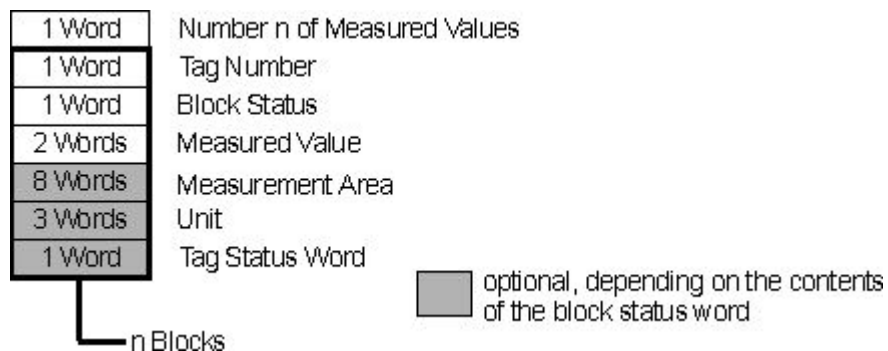 1 Word Number n of Measured Values
1 Word Tag Number
1 Word Block Status
2 Words Measured Value
8 Words Measurement Area
3 Words Unit
1 Word Tag Status Word
optional, depending on the contents
of the block status word
n Blocks